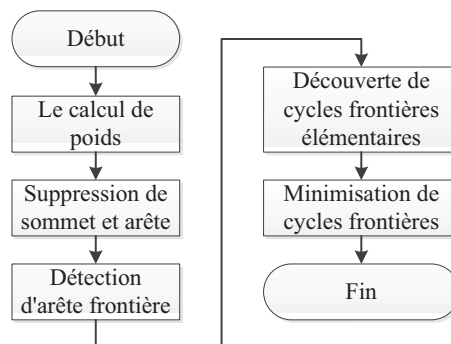 Début
Le calcul de
poids
Suppression de
sommet et arête
Détection
d'arête frontière
Découverte de
cycles frontières
élémentaires
Minimisation de
cycles frontières
Fin